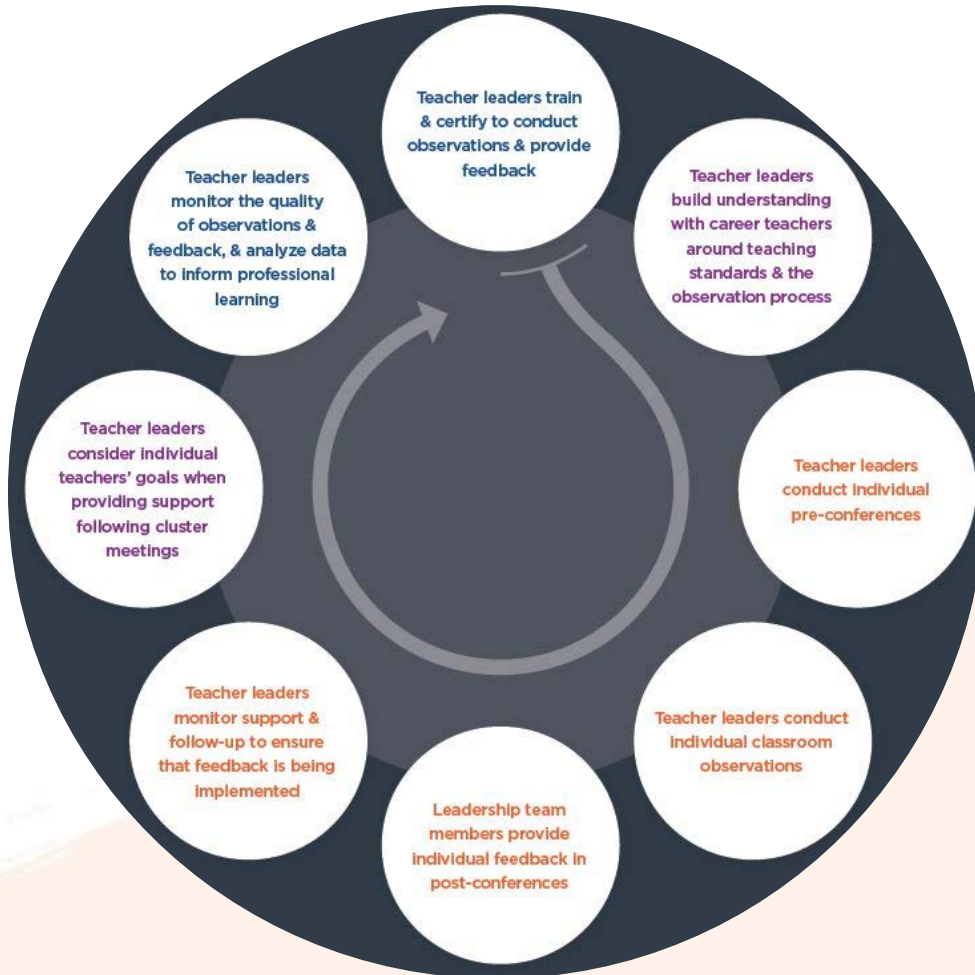 Teacher leaders train
& certify to conduct
observations & provide
feedback
Teacher leaders
build understanding
with career teachers
around teaching
standards & the
observation process
Teacher leaders
conduct individual
pre-conferences
Teacher leaders conduct
individual classroom
observations
Leadership team
members provide
individual feedback in
post-conferences
Teacher leaders
monitor support &
follow-up to ensure
that feedback is being
implemented
Teacher leaders
consider individual
teachers’ goals when
providing support
following cluster
meetings
Teacher leaders
monitor the quality
of observations &
feedback, & analyze data
to inform professional
learning